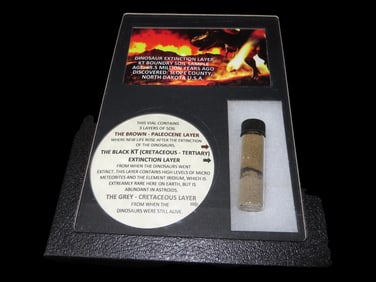 DINOSAUR EXTINCTION LAYER
KT BOUNDRY SOIL SAMPLE
AGE: 65.5 MILLION YEARS AGO
DISCOVERED: SLOPE COUNTY,
NORTH DAKOTA U.S.A.
THIS VIAL CONTAINS
3 LAYERS OF SOIL
THE BROWN - PALEOCENE LAYER
WHERE NEW LIFE ROSE AFTER THE EXTINCTION
OF THE DINOSAURS.
THE BLACK KT (CRETACEOUS - TERTIARY)
EXTINCTION LAYER
FROM WHEN THE DINOSAURS WENT
EXTINCT. THIS LAYER CONTAINS HIGH LEVELS OF MICRO
METEORITES AND THE ELEMENT IRIDIUM, WHICH IS
EXTREAMLY RARE HERE ON EARTH, BUT IS
ABUNDANT IN ASTROIDS.
THE GREY - CRETACEOUS LAYER
FROM WHEN THE
DINOSAURS WERE STILL ALIVE.